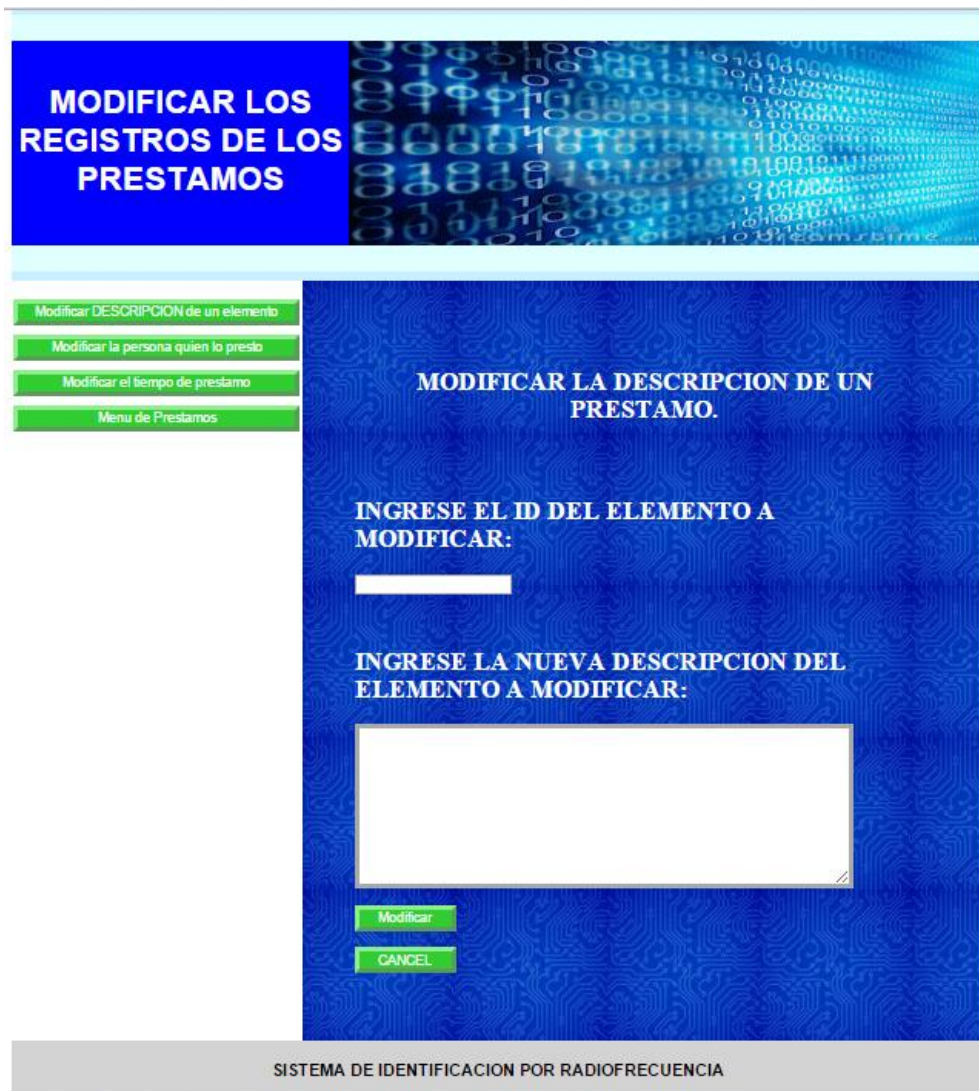 MODIFICAR LOS
REGISTROS DE LOS
PRESTAMOS
dreamstime
Modificar DESCRIPCION de un elemento
Modificar la persona quien lo presto
Modificar el tiempo de prestamo
Menu de Prestamos
MODIFICAR LA DESCRIPCION DE UN
PRESTAMO.
INGRESE EL ID DEL ELEMENTO A
MODIFICAR:
INGRESE LA NUEVA DESCRIPCION DEL
ELEMENTO A MODIFICAR:
Modificar
CANCEL
SISTEMA DE IDENTIFICACION POR RADIOFRECUENCIA